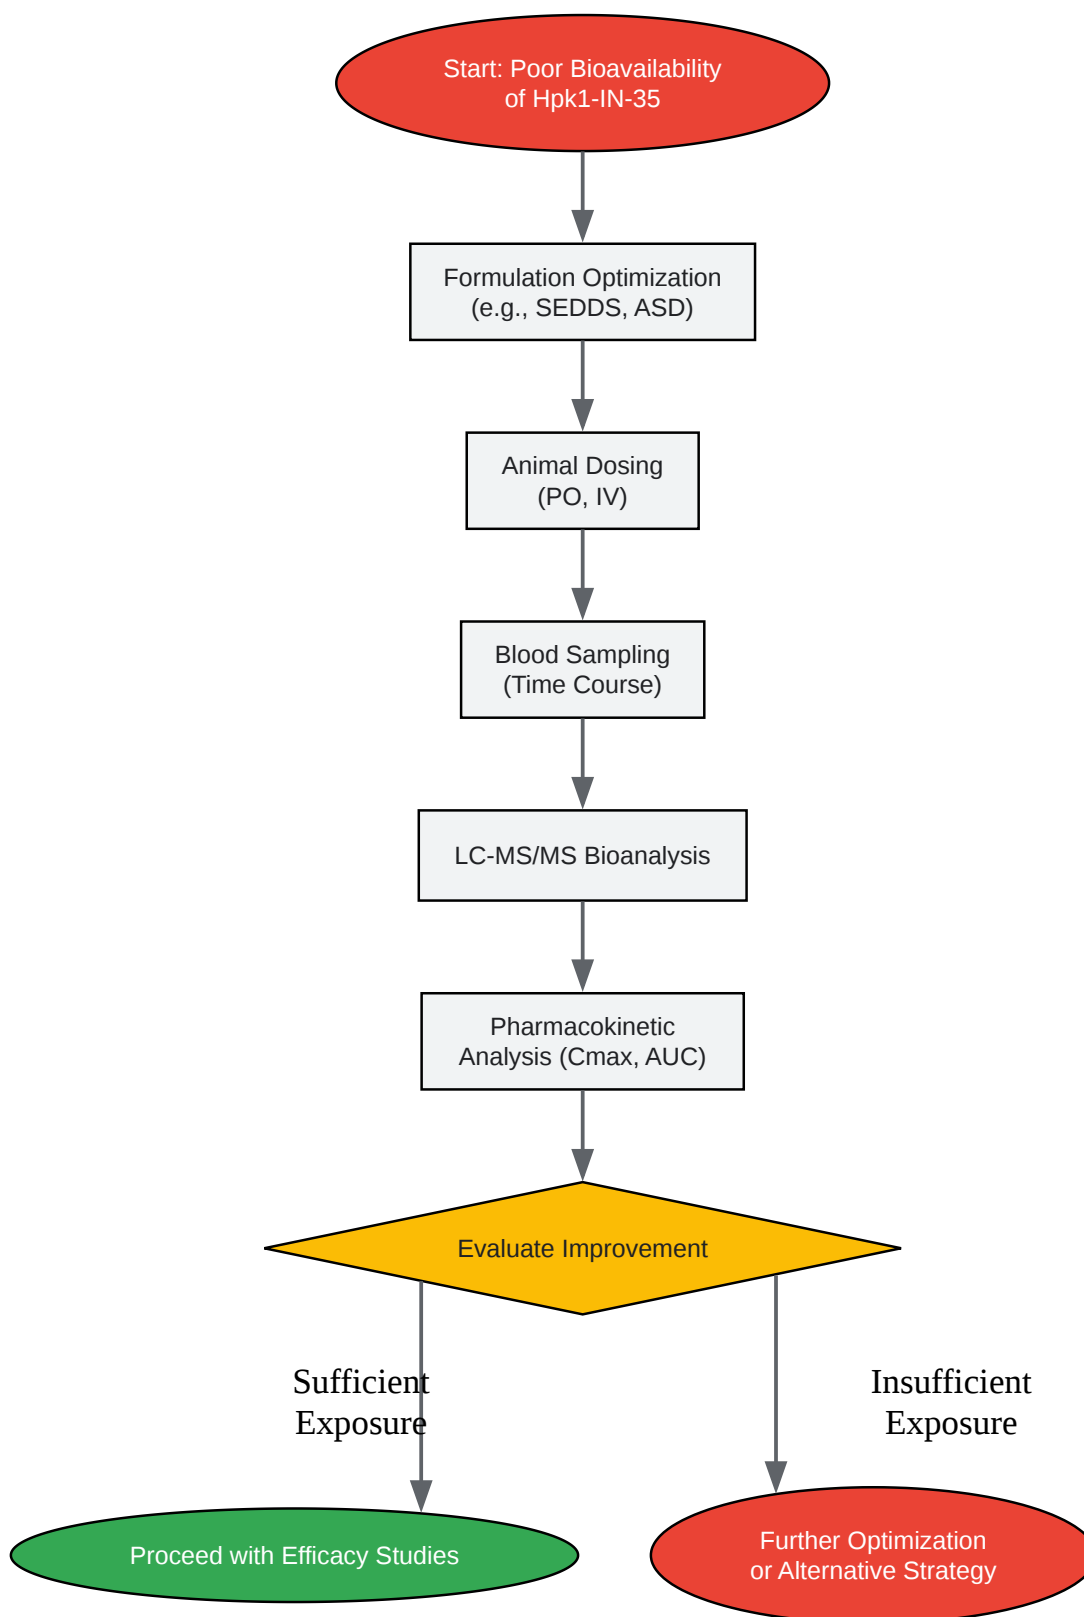 Start: Poor Bioavailability
of Hpk1-IN-35
Formulation Optimization
(e.g., SEDDS, ASD)
Animal Dosing
(PO, IV)
Blood Sampling
(Time Course)
LC-MS/MS Bioanalysis
Pharmacokinetic
Analysis (Cmax, AUC)
Evaluate Improvement
Sufficient
Exposure
Insufficient
Exposure
Proceed with Efficacy Studies
Further Optimization
or Alternative Strategy